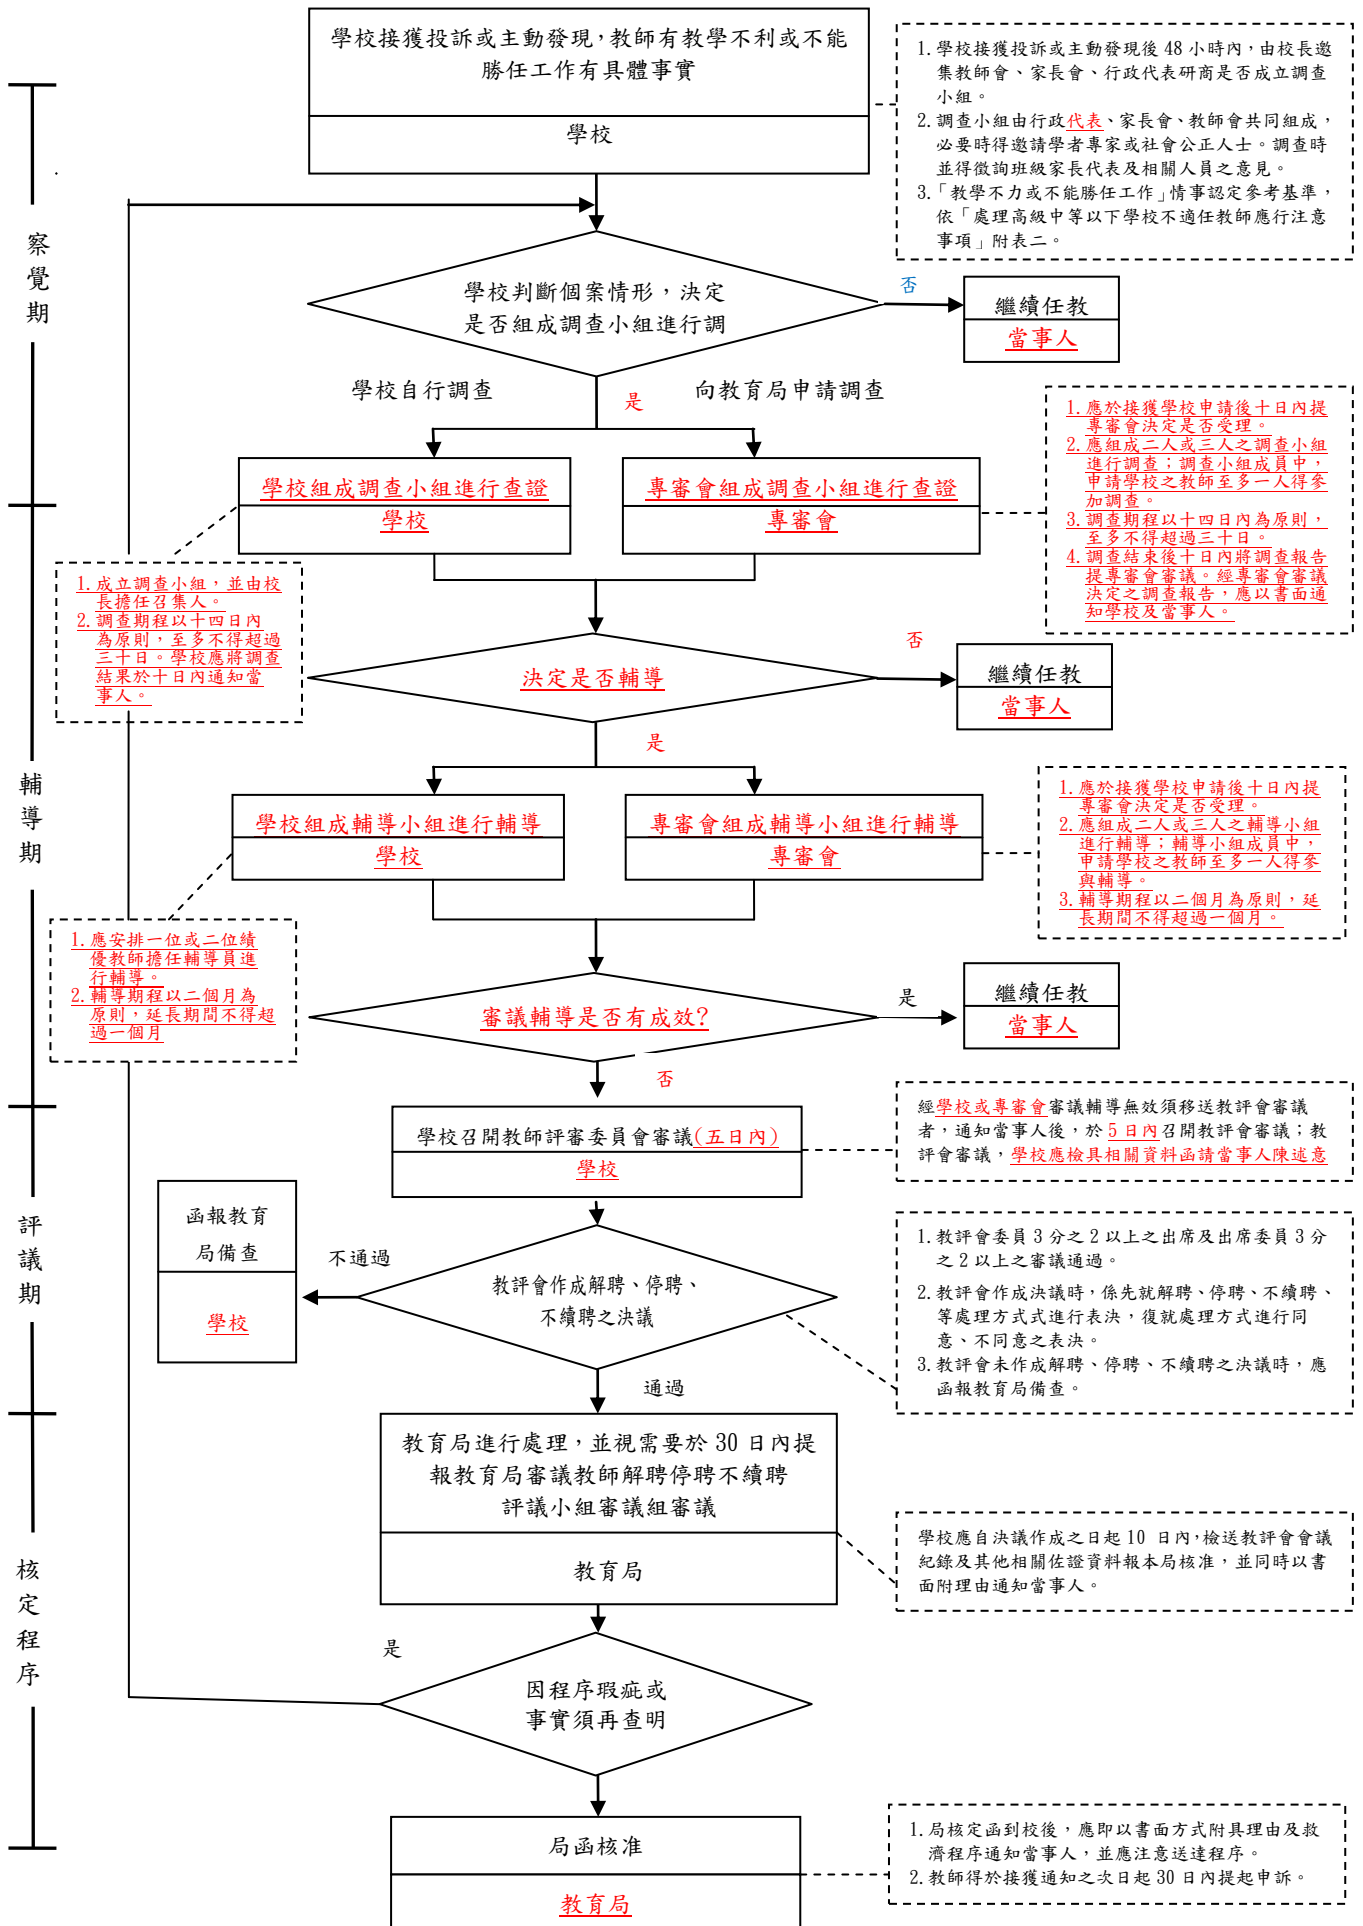 學校接獲投訴或主動發現，教師有教學不利或不能
勝任工作有具體事實
學校
1. 學校接獲投訴或主動發現後 48 小時內，由校長邀
集教師會、家長會、行政代表研商是否成立調查
小組。
2. 調查小組由行政代表、家長會、教師會共同組成，
必要時得邀請學者專家或社會公正人士。調查時
並得徵詢班級家長代表及相關人員之意見。
3.「教學不力或不能勝任工作」情事認定參考基準，
依「處理高級中等以下學校不適任教師應行注意
事項」附表二。
察覺期
學校判斷個案情形，決定
是否組成調查小組進行調
否
繼續任教
當事人
學校自行調查
是
向教育局申請調查
1. 應於接獲學校申請後十日內提
專審會決定是否受理。
2. 應組成二人或三人之調查小組
進行調查；調查小組成員中，
申請學校之教師至多一人得參
加調查。
3. 調查期程以十四日內為原則，
至多不得超過三十日。
4. 調查結束後十日內將調查報告
提專審會審議。經專審會審議
決定之調查報告，應以書面通
知學校及當事人。
學校組成調查小組進行查證
學校
專審會組成調查小組進行查證
專審會
1. 成立調查小組，並由校
長擔任召集人。
2. 調查期程以十四日內
為原則，至多不得超過
三十日。學校應將調查
結果於十日內通知當
事人。
決定是否輔導
否
繼續任教
當事人
是
輔導期
學校組成輔導小組進行輔導
學校
專審會組成輔導小組進行輔導
專審會
1. 應於接獲學校申請後十日內提
專審會決定是否受理。
2. 應組成二人或三人之輔導小組
進行輔導；輔導小組成員中，
申請學校之教師至多一人得參
與輔導。
3. 輔導期程以二個月為原則，延
長期間不得超過一個月。
1. 應安排一位或二位績
優教師擔任輔導員進
行輔導。
2. 輔導期程以二個月為
原則，延長期間不得超
過一個月
審議輔導是否有成效?
是
繼續任教
當事人
否
學校召開教師評審委員會審議(五日內)
學校
經學校或專審會審議輔導無效須移送教評會審議
者，通知當事人後，於 5 日內召開教評會審議；教
評會審議，學校應檢具相關資料函請當事人陳述意
評議期
函報教育
局備查
學校
不通過
教評會作成解聘、停聘、
不續聘之決議
1. 教評會委員 3 分之 2 以上之出席及出席委員 3 分
之 2 以上之審議通過。
2. 教評會作成決議時，係先就解聘、停聘、不續聘、
等處理方式式進行表決，復就處理方式進行同
意、不同意之表決。
3. 教評會未作成解聘、停聘、不續聘之決議時，應
函報教育局備查。
通過
教育局進行處理，並視需要於 30 日內提
報教育局審議教師解聘停聘不續聘
評議小組審議組審議
教育局
學校應自決議作成之日起 10 日內，檢送教評會會議
紀錄及其他相關佐證資料報本局核准，並同時以書
面附理由通知當事人。
核定程序
是
因程序瑕疵或
事實須再查明
局函核准
教育局
1. 局核定函到校後，應即以書面方式附具理由及救
濟程序通知當事人，並應注意送達程序。
2. 教師得於接獲通知之次日起 30 日內提起申訴。